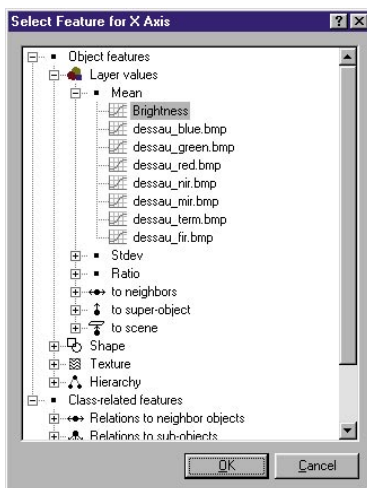 Select Feature for X Axis
Object features
Layer values
Mean
Brightness
dessau_blue.bmp
dessau_green.bmp
dessau_red.bmp
dessau_nir.bmp
dessau_mir.bmp
dessau_term.bmp
dessau_fir.bmp
Stdev
Ratio
to neighbors
to super-object
to scene
Shape
Texture
Hierarchy
Class-related features
Relations to neighbor objects
Relations to sub-objects
OK
Cancel